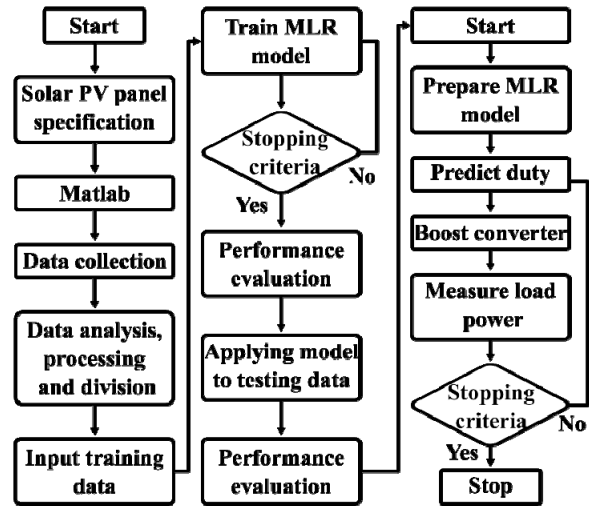 Start
Solar PV panel
specification
Matlab
Data collection
Data analysis,
processing
and division
Input training
data
Train MLR
model
Stopping
criteria
No
Yes
Performance
evaluation
Applying model
to testing data
Performance
evaluation
Start
Prepare MLR
model
Predict duty
Boost converter
Measure load
power
Stopping
criteria
No
Yes
Stop